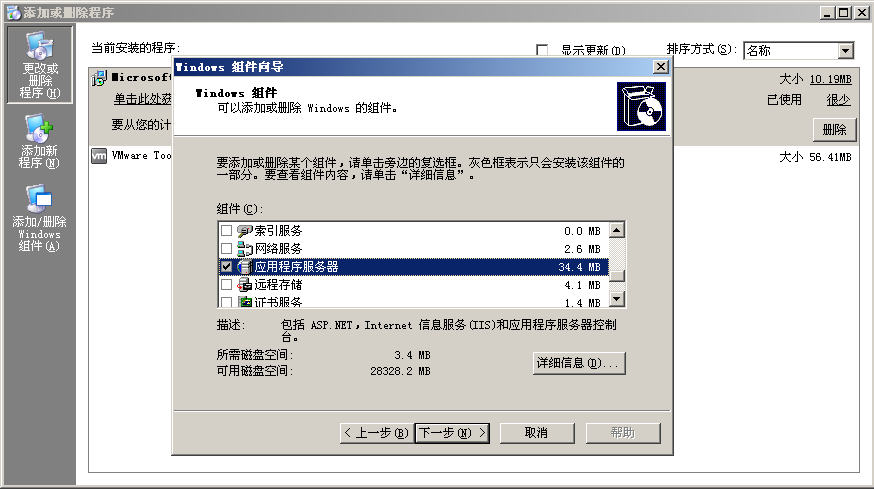 添加或删除程序
更改或
删除
程序(H)
添加新
程序(N)
添加/删除
Windows
组件(A)
当前安装的程序:
显示更新(D)
排序方式(S):
名称
Microsoft
大小 10.19MB
单击此处获
已使用 很少
要从您的计
删除
VMware Too
大小 56.41MB
Windows 组件向导
Windows 组件
可以添加或删除 Windows 的组件。
要添加或删除某个组件，请单击旁边的复选框。灰色框表示只会安装该组件的
一部分。要查看组件内容，请单击“详细信息”。
组件(C):
索引服务 0.0 MB
网络服务 2.6 MB
应用程序服务器 34.4 MB
远程存储 4.1 MB
证书服务 1.4 MB
描述: 包括 ASP.NET，Internet 信息服务(IIS)和应用程序服务器控制
台。
所需磁盘空间: 3.4 MB
可用磁盘空间: 28328.2 MB
详细信息(D)...
< 上一步(B)
下一步(N) >
取消
帮助